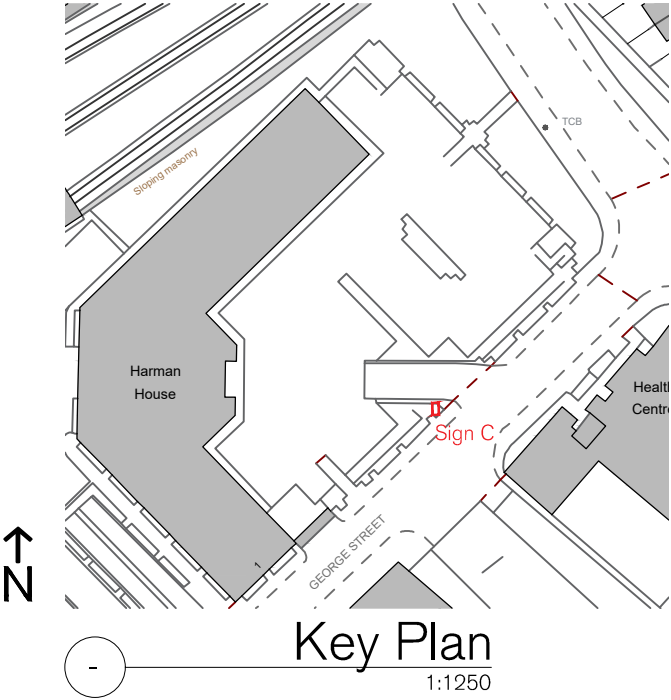 TCB
Sloping masonry
Harman
House
Health
Centre
Sign C
GEORGE STREET
1
N
Key Plan
-
1:1250